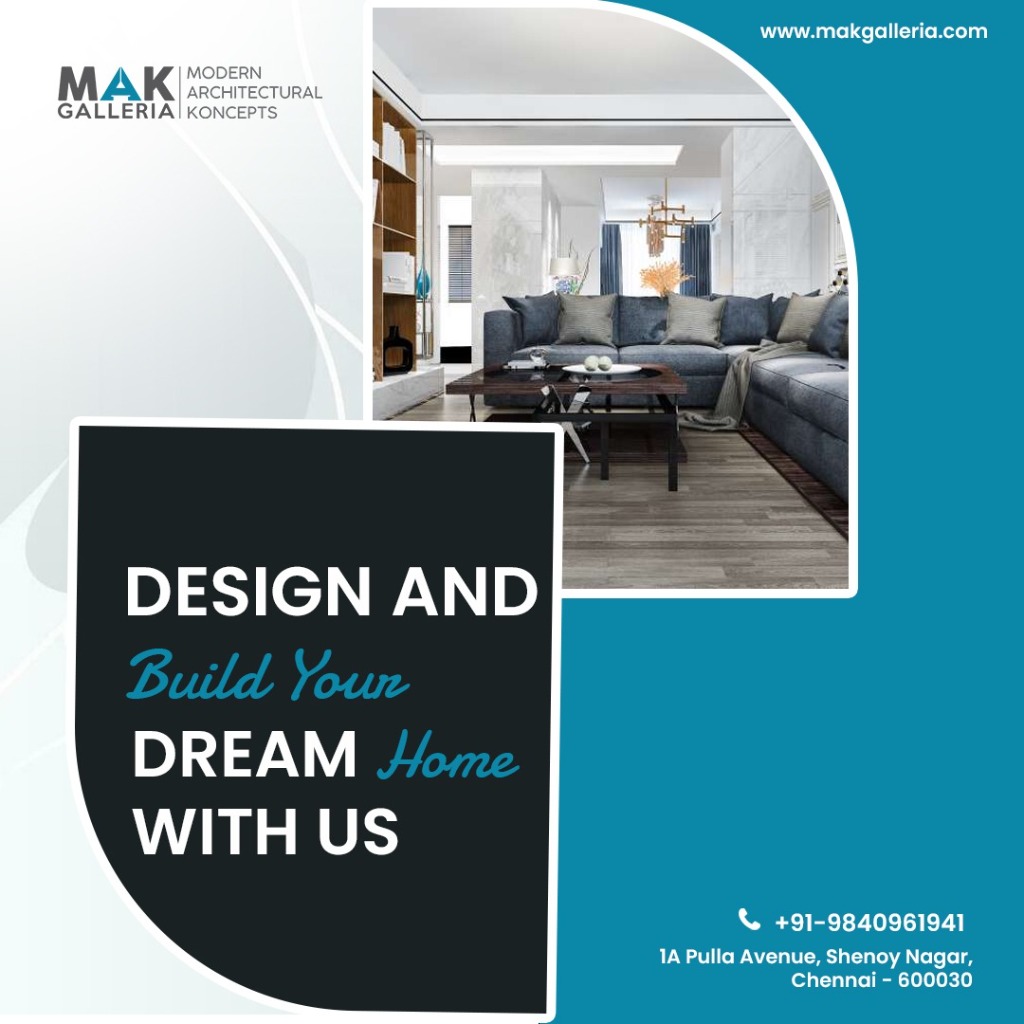 www.makgalleria.com
MAK
GALLERIA
MODERN
ARCHITECTURAL
KONCEPTS
DESIGN AND
Build Your
DREAM Home
WITH US
+91-9840961941
1A Pulla Avenue, Shenoy Nagar,
Chennai - 600030